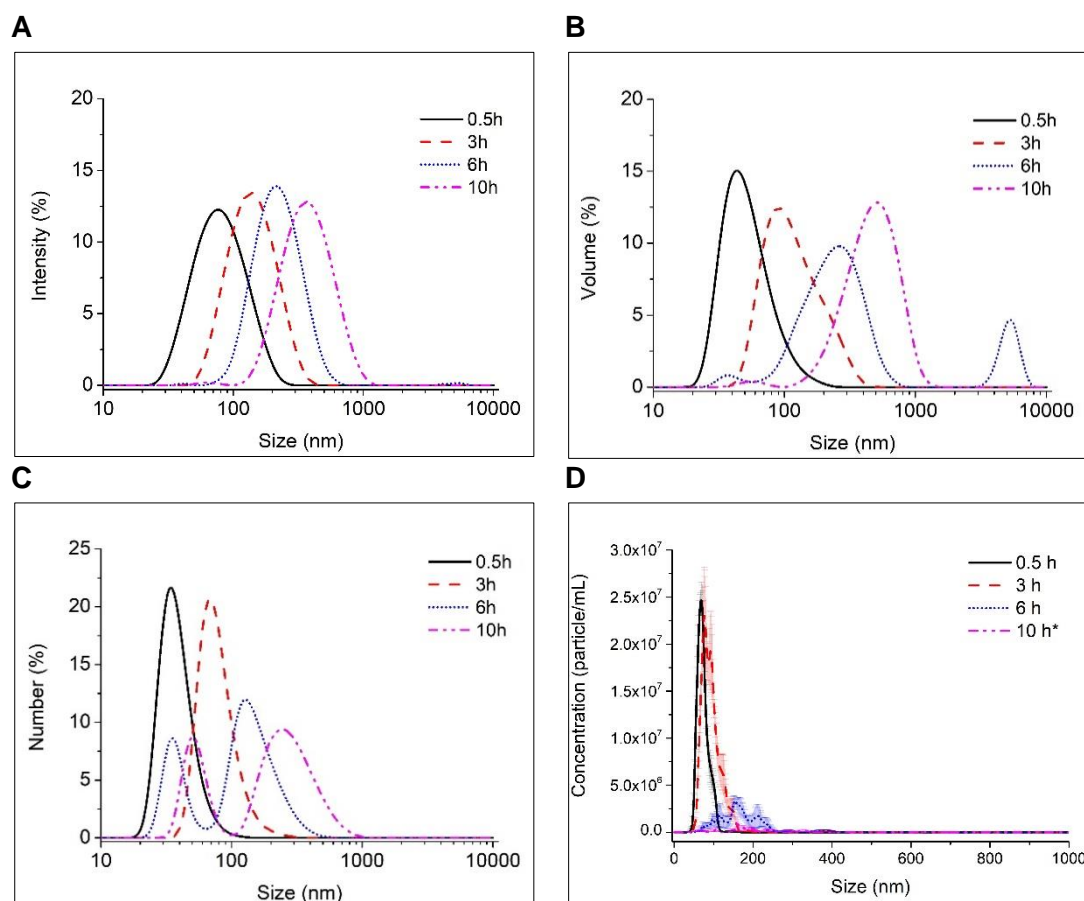 A
B
20
15
10
5
0
Intensity (%)
0.5h
3h
6h
10h
10
100
1000
10000
Size (nm)
20
15
10
5
0
Volume (%)
0.5h
3h
6h
10h
10
100
1000
10000
Size (nm)
C
D
25
20
15
10
5
0
Number (%)
0.5h
3h
6h
10h
10
100
1000
10000
Size (nm)
3.0x10⁷
2.5x10⁷
2.0x10⁷
1.5x10⁷
1.0x10⁷
5.0x10⁶
0.0
Concentration (particle/mL)
0.5 h
3 h
6 h
10 h*
0
200
400
600
800
1000
Size (nm)